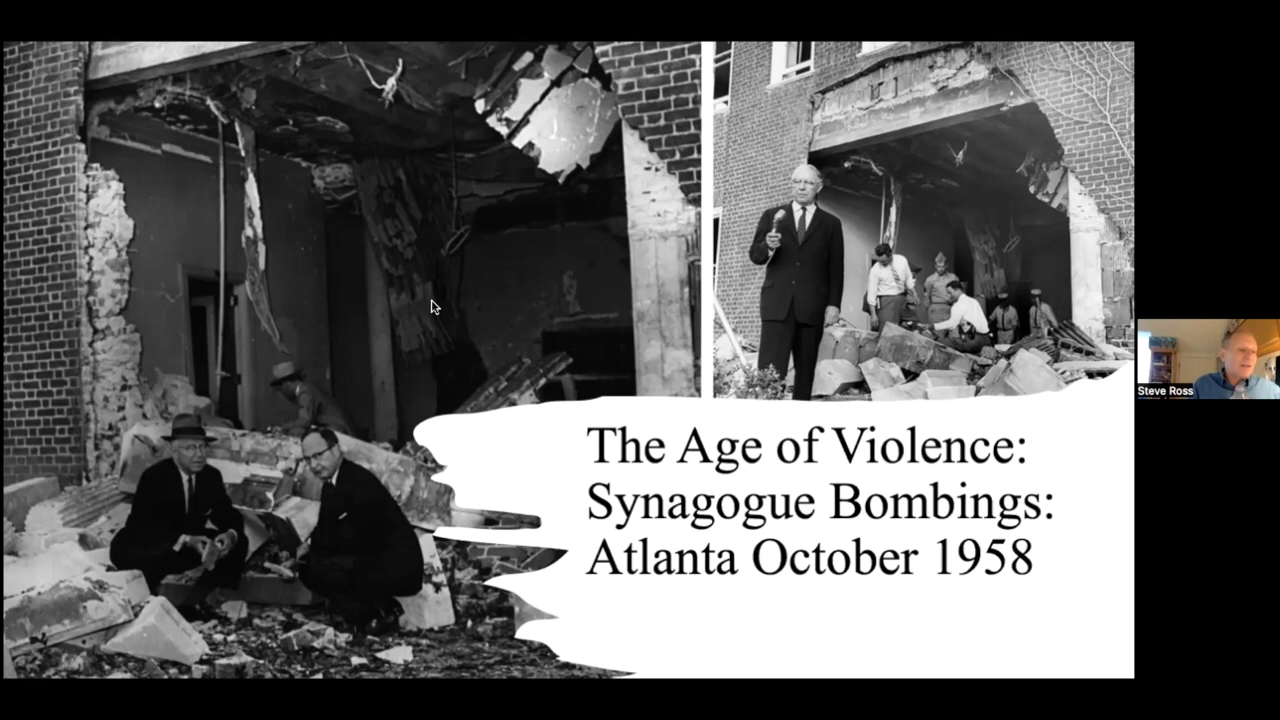 The Age of Violence:
Synagogue Bombings:
Atlanta October 1958
Steve Ross